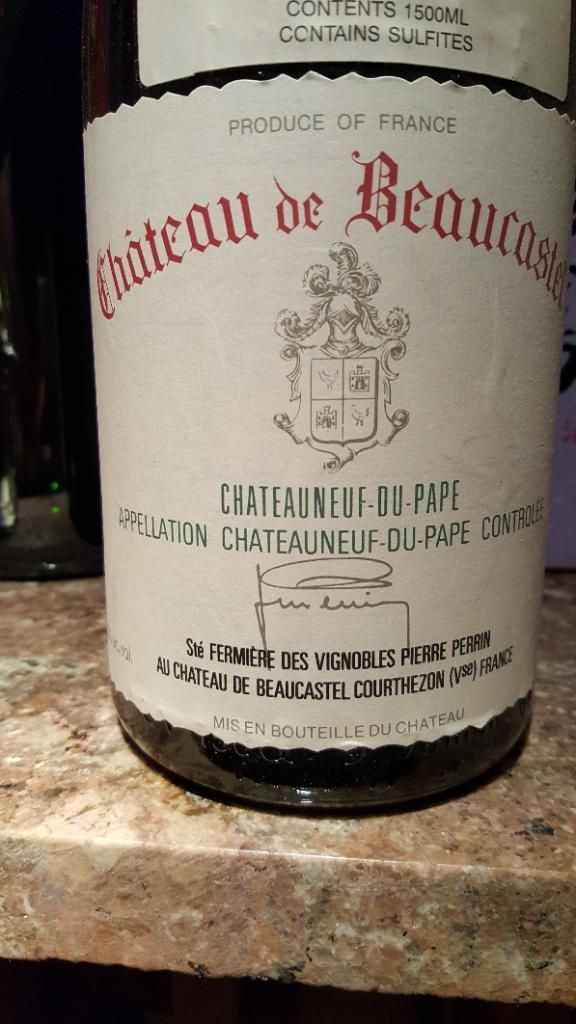 CONTENTS 1500ML
CONTAINS SULFITES
PRODUCE OF FRANCE
Château de Beaucastel
CHATEAUNEUF-DU-PAPE
APPELLATION CHATEAUNEUF-DU-PAPE CONTROLÉE
Sté FERMIÈRE DES VIGNOBLES PIERRE PERRIN
AU CHATEAU DE BEAUCASTEL COURTHEZON (Vse) FRANCE
MIS EN BOUTEILLE DU CHATEAU